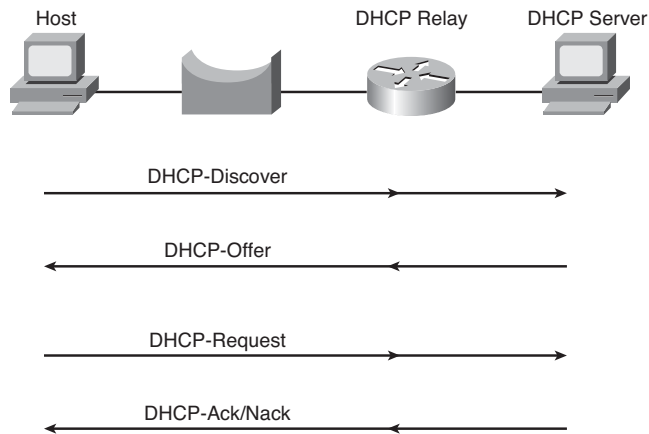 Host
DHCP Relay
DHCP Server
DHCP-Discover
DHCP-Offer
DHCP-Request
DHCP-Ack/Nack